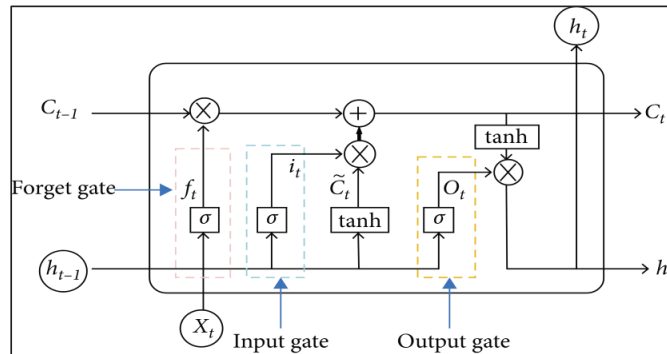 h_t
C_{t-1}
C_t
tanh
i_t
Forget gate
f_t
C̃_t
O_t
σ
σ
tanh
σ
h_{t-1}
h
X_t
Input gate
Output gate